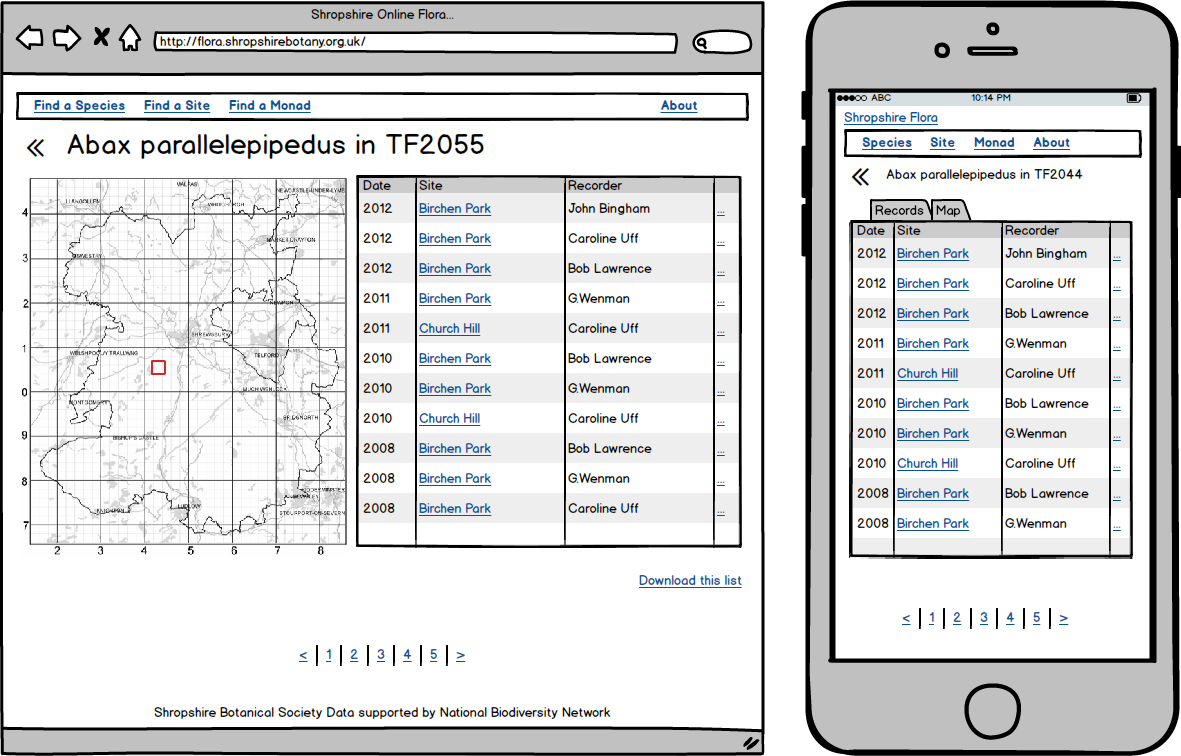 Shropshire Online Flora...
http://flora.shropshirebotany.org.uk/
Find a Species Find a Site Find a Monad About
Abax parallelepipedus in TF2055
LLANGOLLEN
WHITCHURCH
NEWCASTLE-UNDER-LYME
MARKET DRAYTON
OSWESTRY
NEWPORT
SHREWSBURY
WELSHPOOL/Y TRALLWNG
TELFORD
MUCH WENLOCK
MONTGOMERY
BRIDGNORTH
BISHOP'S CASTLE
KIDDERMINSTER
LUDLOW
KNIGHTON
STOURPORT-ON-SEVERN
4
3
2
1
0
9
8
7
2 3 4 5 6 7 8
Date Site Recorder
2012 Birchen Park John Bingham ...
2012 Birchen Park Caroline Uff ...
2012 Birchen Park Bob Lawrence ...
2011 Birchen Park G.Wenman ...
2011 Church Hill Caroline Uff ...
2010 Birchen Park Bob Lawrence ...
2010 Birchen Park G.Wenman ...
2010 Church Hill Caroline Uff ...
2008 Birchen Park Bob Lawrence ...
2008 Birchen Park G.Wenman ...
2008 Birchen Park Caroline Uff ...
Download this list
< 1 2 3 4 5 >
Shropshire Botanical Society Data supported by National Biodiversity Network
ABC 10:14 PM
Shropshire Flora
Species Site Monad About
Abax parallelepipedus in TF2044
Records Map
Date Site Recorder
2012 Birchen Park John Bingham ...
2012 Birchen Park Caroline Uff ...
2012 Birchen Park Bob Lawrence ...
2011 Birchen Park G.Wenman ...
2011 Church Hill Caroline Uff ...
2010 Birchen Park Bob Lawrence ...
2010 Birchen Park G.Wenman ...
2010 Church Hill Caroline Uff ...
2008 Birchen Park Bob Lawrence ...
2008 Birchen Park G.Wenman ...
< 1 2 3 4 5 >